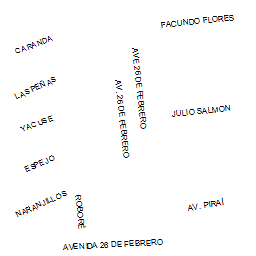 FACUNDO FLORES
CARANDA
AVE 26 DE FEBRERO
AV. 26 DE FEBRERO
LAS PEÑAS
JULIO SALMON
YACUSE
ESPEJO
NARANJILLOS
ROBORÉ
AV. PIRAÍ
AVENIDA 26 DE FEBRERO